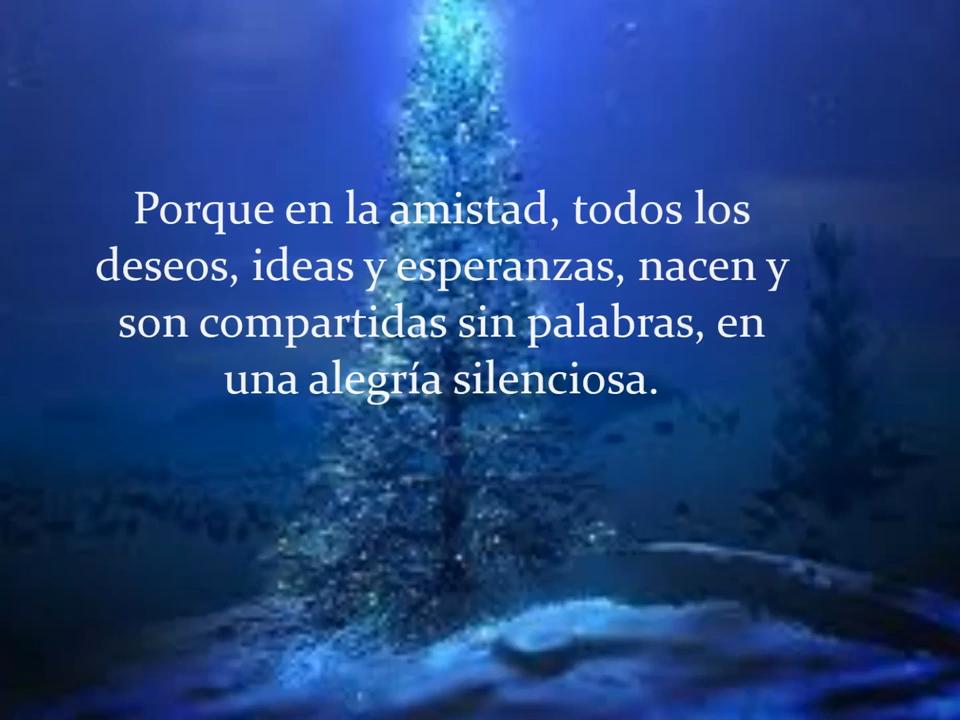 Porque en la amistad, todos los
deseos, ideas y esperanzas, nacen y
son compartidas sin palabras, en
una alegría silenciosa.